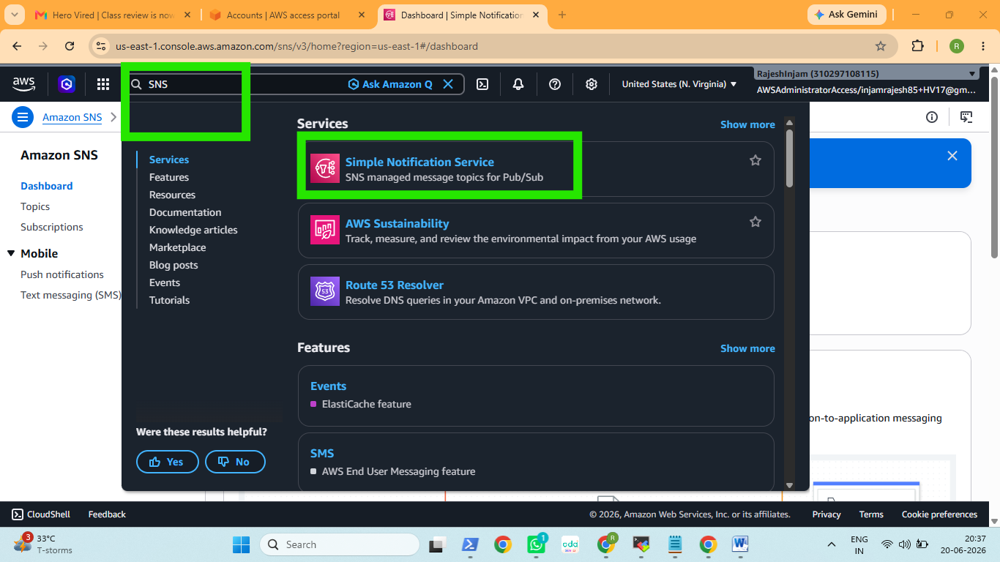 Hero Vired | Class review is now
Accounts | AWS access portal
Dashboard | Simple Notification
Ask Gemini
us-east-1.console.aws.amazon.com/sns/v3/home?region=us-east-1#/dashboard
R
aws
SNS
Ask Amazon Q
United States (N. Virginia)
RajeshInjam (310297108115)
AWSAdministratorAccess/injamrajesh85+HV17@gm...
Amazon SNS
Amazon SNS
Dashboard
Topics
Subscriptions
Mobile
Push notifications
Text messaging (SMS)
Services
Features
Resources
Documentation
Knowledge articles
Marketplace
Blog posts
Events
Tutorials
Were these results helpful?
Yes
No
Services
Show more
Simple Notification Service
SNS managed message topics for Pub/Sub
AWS Sustainability
Track, measure, and review the environmental impact from your AWS usage
53
Route 53 Resolver
Resolve DNS queries in your Amazon VPC and on-premises network.
Features
Show more
Events
ElastiCache feature
SMS
AWS End User Messaging feature
on-to-application messaging
CloudShell
Feedback
© 2026, Amazon Web Services, Inc. or its affiliates.
Privacy
Terms
Cookie preferences
3
33°C
T-storms
Search
1
R
ENG
IN
20:37
20-06-2026